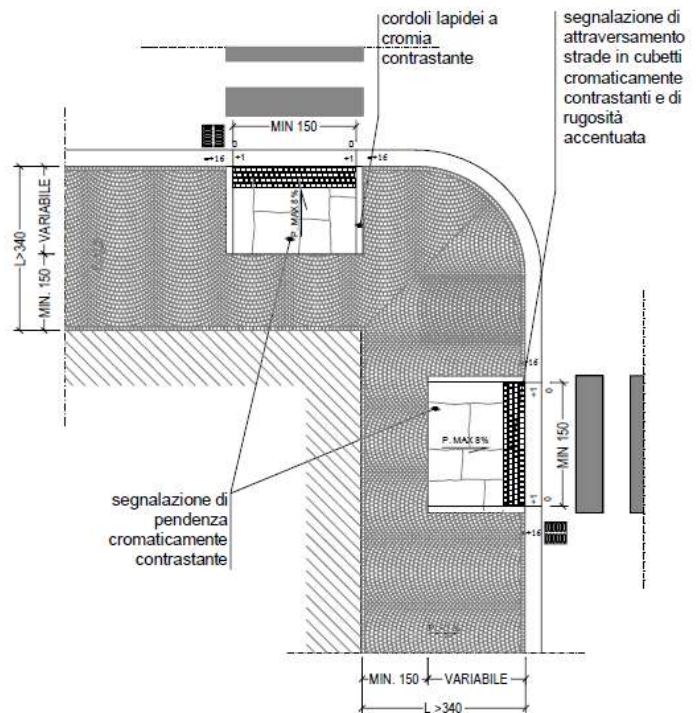 cordoli lapidei a
cromia
contrastante
segnalazione di
attraversamento
strade in cubetti
cromaticamente
contrastanti e di
rugosità
accentuata
MIN 150
0
0
+16
+1
+1
+16
P. MAX 8%
L>340
VARIABILE
MIN. 150
+16
+1
0
P. MAX 8%
MIN 150
+1
0
+16
segnalazione di
pendenza
cromaticamente
contrastante
MIN. 150
VARIABILE
L >340